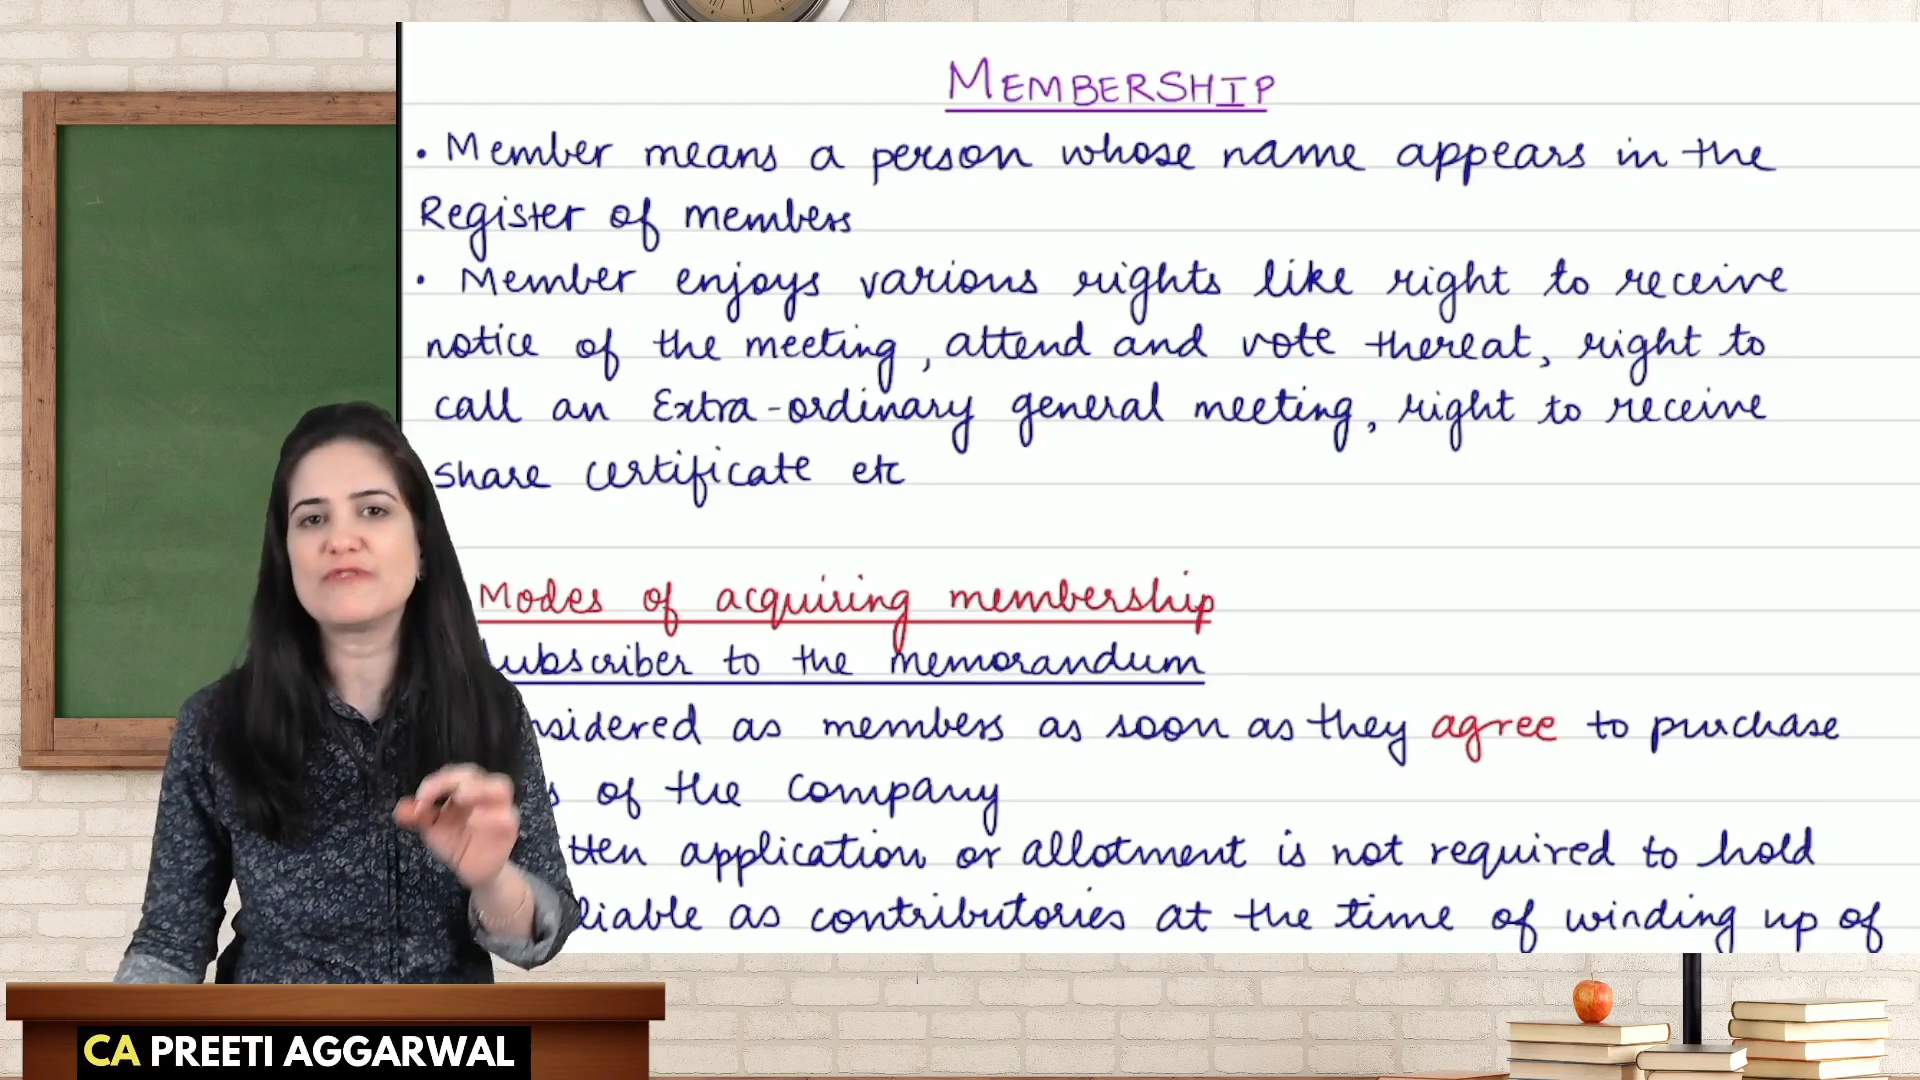 MEMBERSHIP
• Member means a person whose name appears in the
Register of members
• Member enjoys various rights like right to receive
notice of the meeting, attend and vote thereat, right to
call an Extra-ordinary general meeting, right to receive
share certificate etc
Modes of acquiring membership
ubscriber to the memorandum
nsidered as members as soon as they agree to purchase
s of the company
tten application or allotment is not required to hold
liable as contributories at the time of winding up of
CA PREETI AGGARWAL